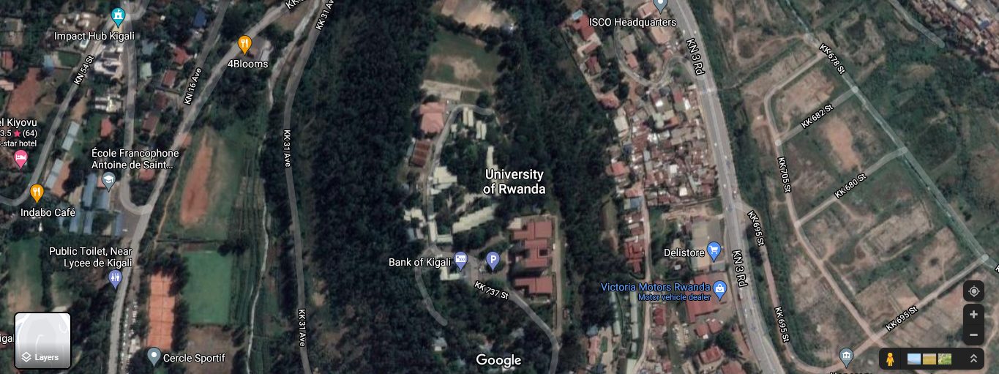 Impact Hub Kigali
4Blooms
ISCO Headquarters
KN 3 Rd
KK 678 St
KK 31 Av
KN 54 St
KN 16 Ave
KK 682 St
el Kiyovu
3.5 ★ (64)
-star hotel
KK 31 Ave
École Francophone
Antoine de Saint...
KK 705 St
University
of Rwanda
KK 680 St
Indabo Café
KK 695 St
Public Toilet, Near
Lycee de Kigali
Bank of Kigali
P
Delistore
KN 3 Rd
KK 737 St
Victoria Motors Rwanda
Motor vehicle dealer
KK 31 Ave
KK 695 St
KK 695 St
igal
Layers
Cercle Sportif
Google